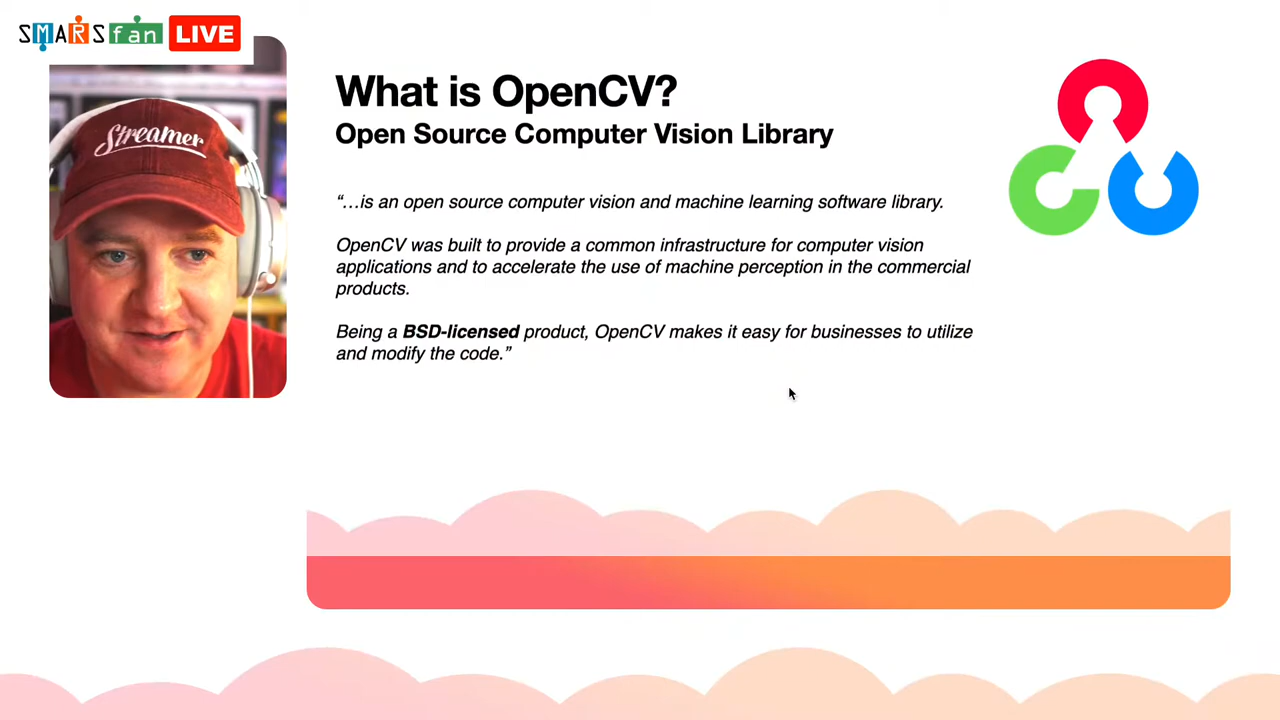 SMARSfan LIVE
Streamer
What is OpenCV?
Open Source Computer Vision Library
“…is an open source computer vision and machine learning software library.
OpenCV was built to provide a common infrastructure for computer vision
applications and to accelerate the use of machine perception in the commercial
products.
Being a BSD-licensed product, OpenCV makes it easy for businesses to utilize
and modify the code.”